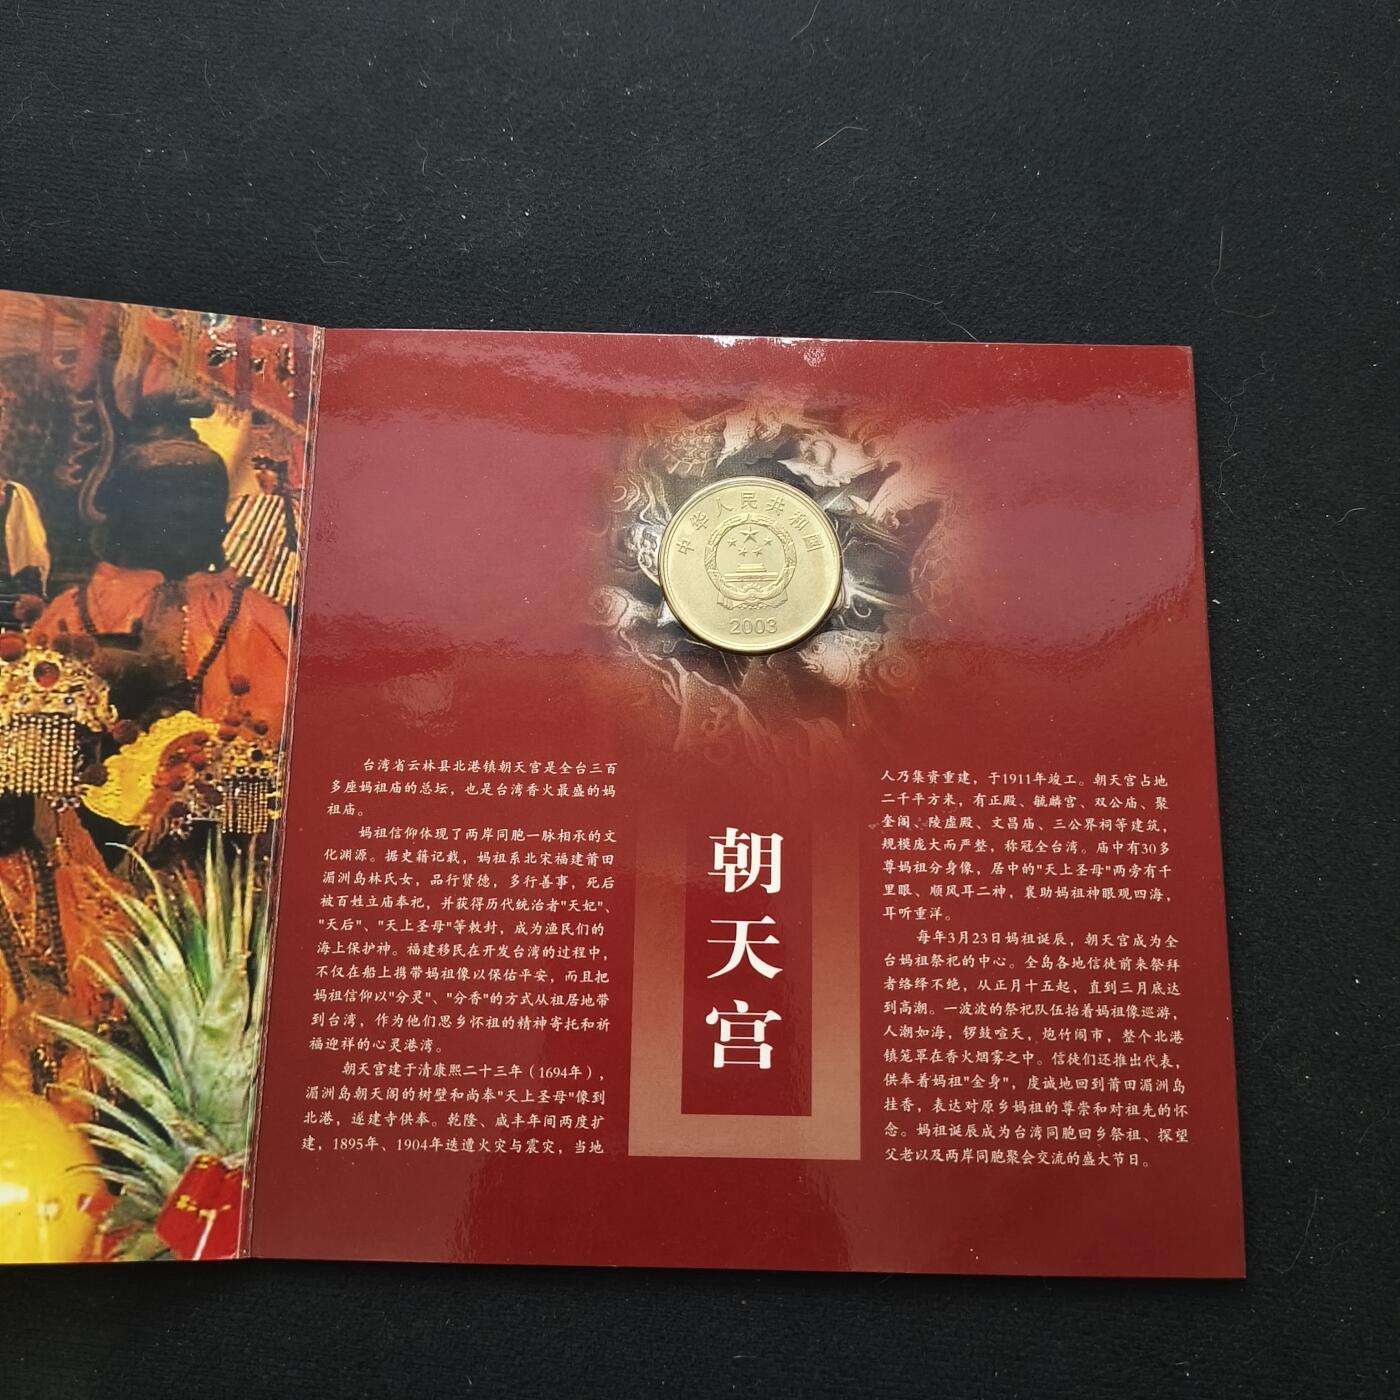 中华人民共和国
2003
台湾省云林县北港镇朝天宫是全台三百
多座妈祖庙的总坛，也是台湾香火最盛的妈
祖庙。
妈祖信仰体现了两岸同胞一脉相承的文
化渊源。据史籍记载，妈祖系北宋福建莆田
湄洲岛林氏女，品行贤德，多行善事，死后
被百姓立庙奉祀，并获得历代统治者"天妃"、
"天后"、"天上圣母"等敕封，成为渔民们的
海上保护神。福建移民在开发台湾的过程中，
不仅在船上携带妈祖像以保佑平安，而且把
妈祖信仰以"分灵"、"分香"的方式从祖居地带
到台湾，作为他们思乡怀祖的精神寄托和祈
福迎祥的心灵港湾。
朝天宫建于清康熙二十三年（1694年），
湄洲岛朝天阁的树壁和尚奉"天上圣母"像到
北港，遂建寺供奉。乾隆、咸丰年间两度扩
建，1895年、1904年迭遭火灾与震灾，当地
朝天宫
人乃集资重建，于1911年竣工。朝天宫占地
二千平方米，有正殿、毓麟宫、双公庙、聚
奎阁、陵虚殿、文昌庙、三公界祠等建筑，
规模庞大而严整，称冠全台湾。庙中有30多
尊妈祖分身像，居中的"天上圣母"两旁有千
里眼、顺风耳二神，襄助妈祖神眼观四海，
耳听重洋。
每年3月23日妈祖诞辰，朝天宫成为全
台妈祖祭祀的中心。全岛各地信徒前来祭拜
者络绎不绝，从正月十五起，直到三月底达
到高潮。一波波的祭祀队伍抬着妈祖像巡游，
人潮如海，锣鼓喧天，炮竹闹市，整个北港
镇笼罩在香火烟雾之中。信徒们还推出代表，
供奉着妈祖"金身"，虔诚地回到莆田湄洲岛
挂香，表达对原乡妈祖的尊崇和对祖先的怀
念。妈祖诞辰成为台湾同胞回乡祭祖、探望
父老以及两岸同胞聚会交流的盛大节日。